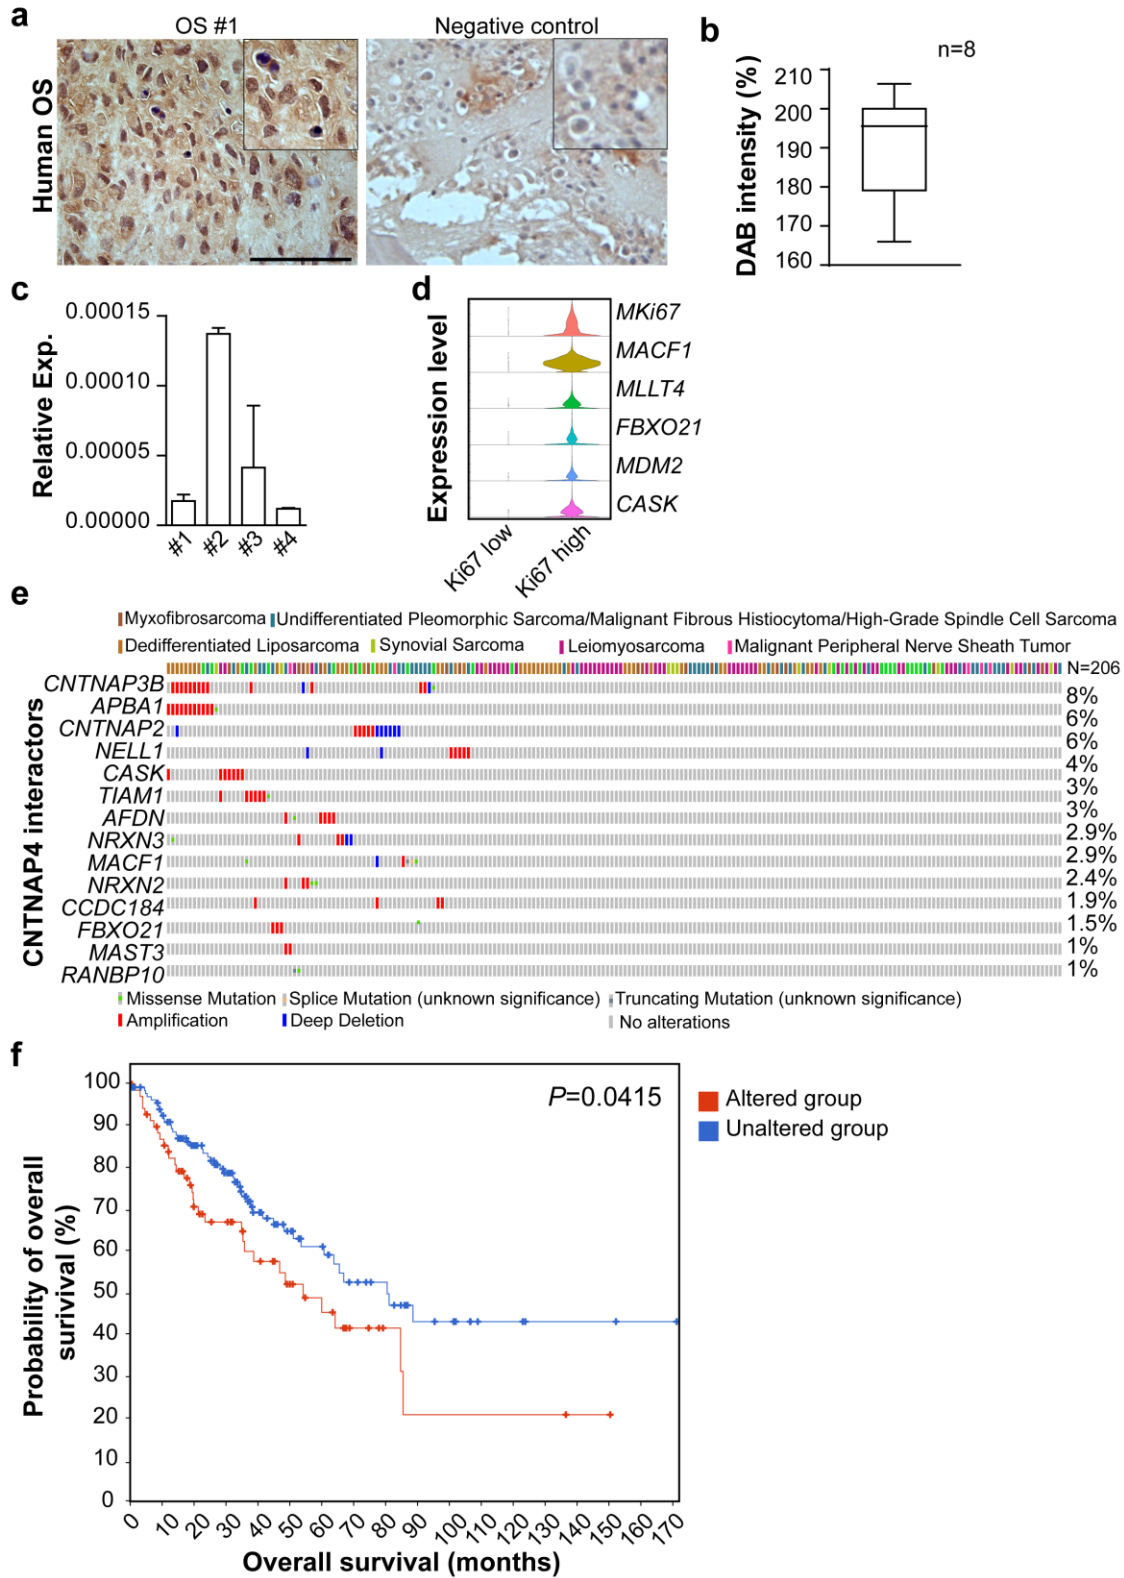 a
OS #1
Negative control
Human OS
b
n=8
DAB intensity (%)
210
200
190
180
170
160
c
Relative Exp.
0.00015
0.00010
0.00005
0.00000
#1 #2 #3 #4
d
Expression level
MKi67
MACF1
MLLT4
FBXO21
MDM2
CASK
Ki67 low
Ki67 high
e
Myxofibrosarcoma Undifferentiated Pleomorphic Sarcoma/Malignant Fibrous Histiocytoma/High-Grade Spindle Cell Sarcoma
Dedifferentiated Liposarcoma Synovial Sarcoma Leiomyosarcoma Malignant Peripheral Nerve Sheath Tumor
N=206
CNTNAP4 interactors
CNTNAP3B 8%
APBA1 6%
CNTNAP2 6%
NELL1 4%
CASK 3%
TIAM1 3%
AFDN 2.9%
NRXN3 2.9%
MACF1 2.4%
NRXN2 1.9%
CCDC184 1.5%
FBXO21 1%
MAST3 1%
RANBP10
Missense Mutation Splice Mutation (unknown significance) Truncating Mutation (unknown significance)
Amplification Deep Deletion No alterations
f
Probability of overall
surivival (%)
100
90
80
70
60
50
40
30
20
10
0
P=0.0415
Altered group
Unaltered group
0 10 20 30 40 50 60 70 80 90 100 110 120 130 140 150 160 170
Overall survival (months)